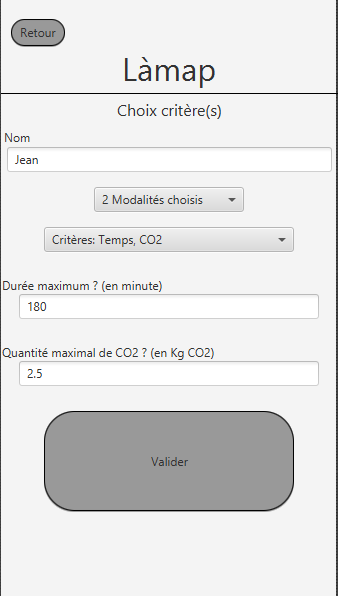 Retour
Làmap
Choix critère(s)
Nom
Jean
2 Modalités choisis
Critères: Temps, CO2
Durée maximum ? (en minute)
180
Quantité maximal de CO2 ? (en Kg CO2)
2.5
Valider